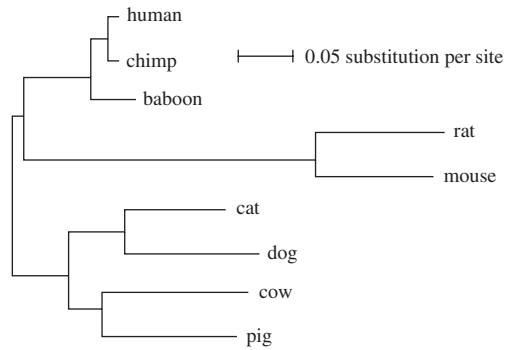 human
chimp
0.05 substitution per site
baboon
rat
mouse
cat
dog
cow
pig